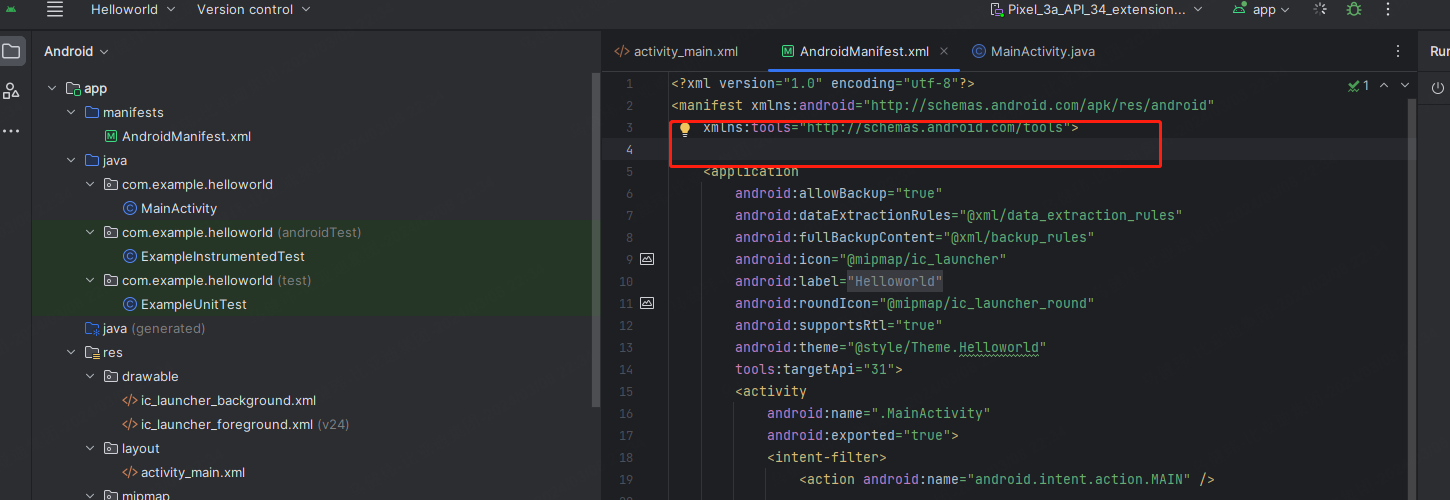 Helloworld Version control Pixel_3a_API_34_extension... app
Android
app
manifests
AndroidManifest.xml
java
com.example.helloworld
MainActivity
com.example.helloworld (androidTest)
ExampleInstrumentedTest
com.example.helloworld (test)
ExampleUnitTest
java (generated)
res
drawable
ic_launcher_background.xml
ic_launcher_foreground.xml (v24)
layout
activity_main.xml
mipmap
activity_main.xml AndroidManifest.xml MainActivity.java
Run
1 <?xml version="1.0" encoding="utf-8"?> 1
2 <manifest xmlns:android="http://schemas.android.com/apk/res/android"
3 xmlns:tools="http://schemas.android.com/tools">
4
5 <application
6 android:allowBackup="true"
7 android:dataExtractionRules="@xml/data_extraction_rules"
8 android:fullBackupContent="@xml/backup_rules"
9 android:icon="@mipmap/ic_launcher"
10 android:label="Helloworld"
11 android:roundIcon="@mipmap/ic_launcher_round"
12 android:supportsRtl="true"
13 android:theme="@style/Theme.Helloworld"
14 tools:targetApi="31">
15 <activity
16 android:name=".MainActivity"
17 android:exported="true">
18 <intent-filter>
19 <action android:name="android.intent.action.MAIN" />